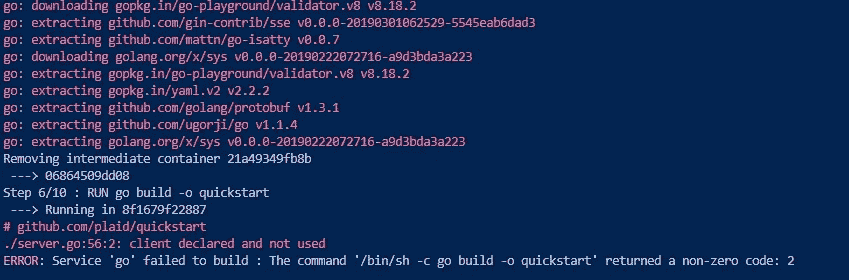 go: downloading gopkg.in/go-playground/validator.v8 v8.18.2
go: extracting github.com/gin-contrib/sse v0.0.0-20190301062529-5545eab6dad3
go: extracting github.com/mattn/go-isatty v0.0.7
go: downloading golang.org/x/sys v0.0.0-20190222072716-a9d3bda3a223
go: extracting gopkg.in/go-playground/validator.v8 v8.18.2
go: extracting gopkg.in/yaml.v2 v2.2.2
go: extracting github.com/golang/protobuf v1.3.1
go: extracting github.com/ugorji/go v1.1.4
go: extracting golang.org/x/sys v0.0.0-20190222072716-a9d3bda3a223
Removing intermediate container 21a49349fb8b
---> 06864509dd08
Step 6/10 : RUN go build -o quickstart
---> Running in 8f1679f22887
# github.com/plaid/quickstart
./server.go:56:2: client declared and not used
ERROR: Service 'go' failed to build : The command '/bin/sh -c go build -o quickstart' returned a non-zero code: 2